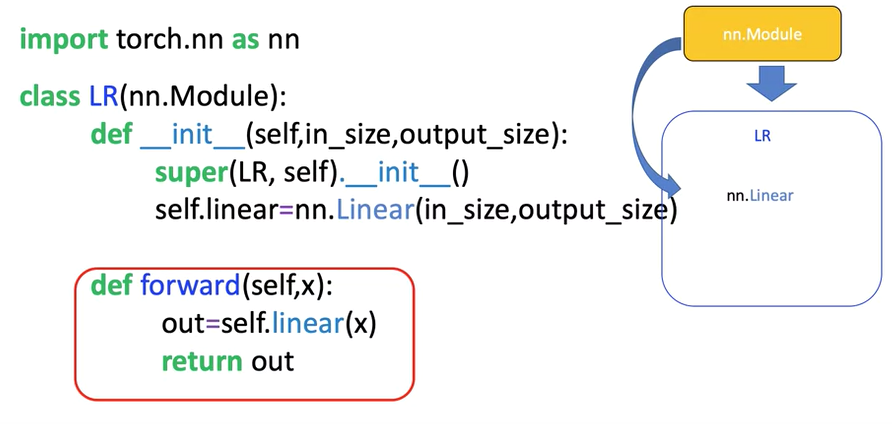 import torch.nn as nn
class LR(nn.Module):
def __init__(self,in_size,output_size):
super(LR, self).__init__()
self.linear=nn.Linear(in_size,output_size)
def forward(self,x):
out=self.linear(x)
return out
nn.Module
LR
nn.Linear